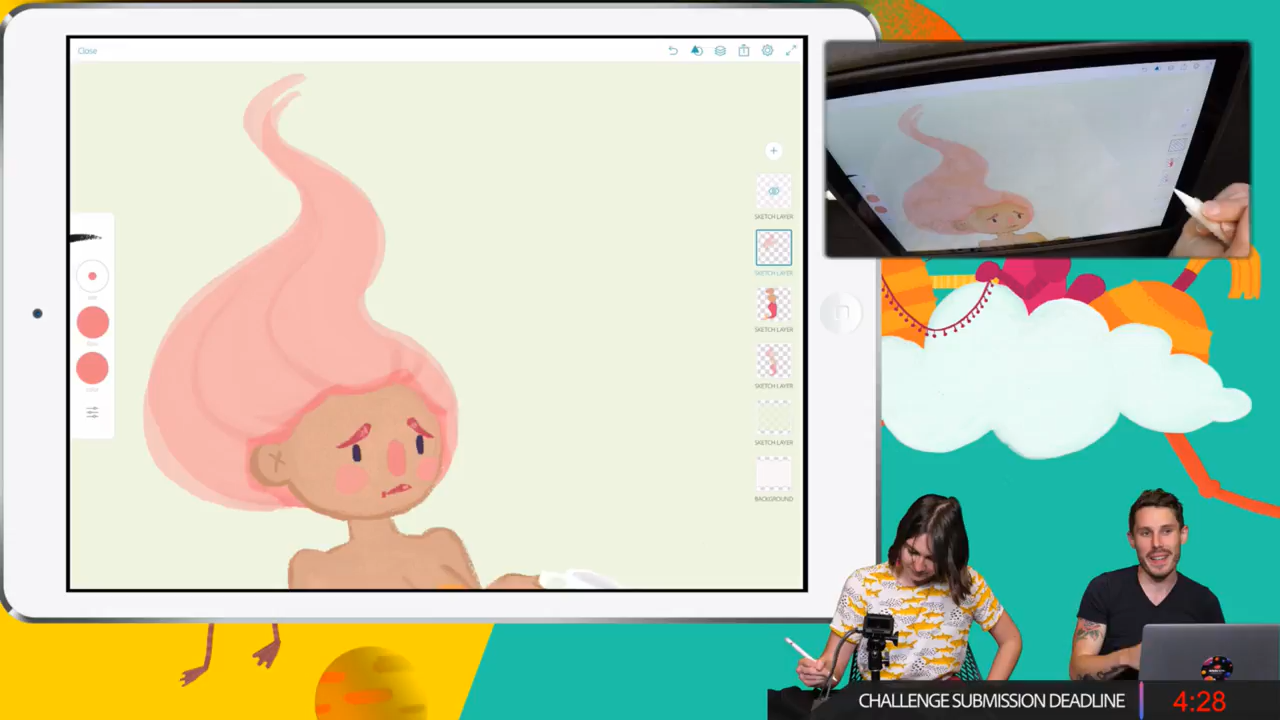 Close
SKETCH LAYER
SKETCH LAYER
SKETCH LAYER
SKETCH LAYER
SKETCH LAYER
BACKGROUND
CHALLENGE SUBMISSION DEADLINE 4:28